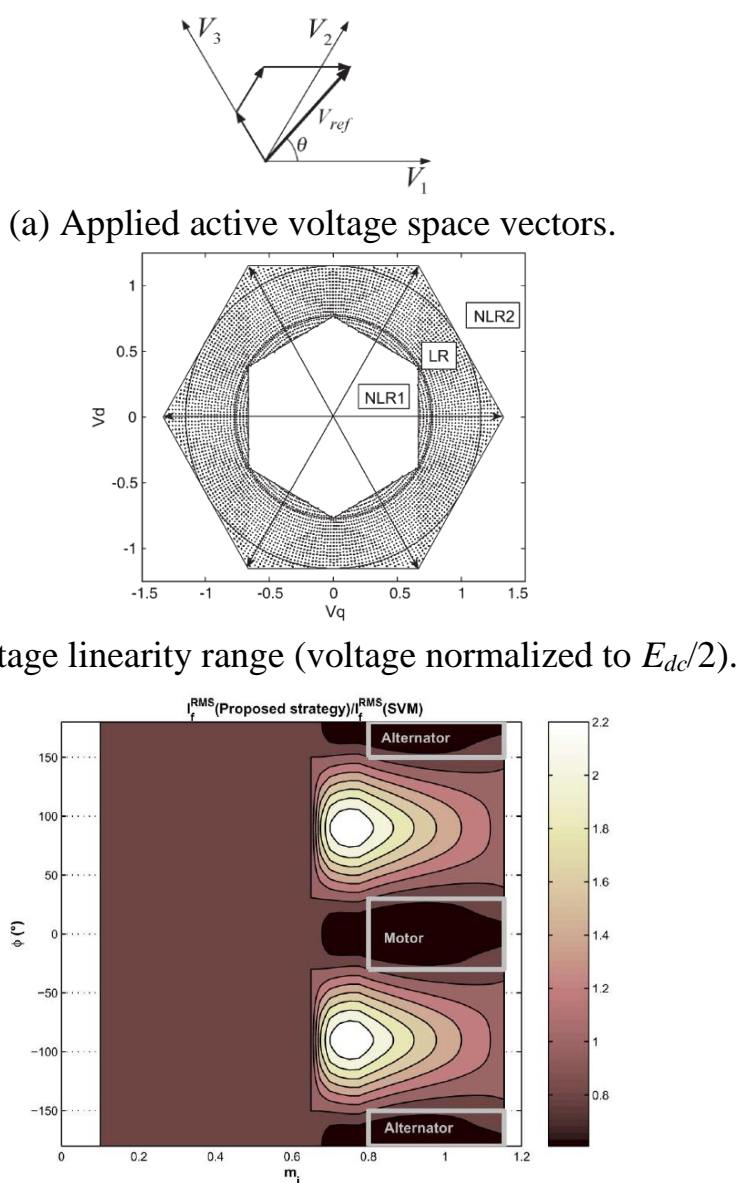 V3
V2
Vref
θ
V1
(a) Applied active voltage space vectors.
1
0.5
0
-0.5
-1
Vd
NLR2
LR
NLR1
-1.5 -1 -0.5 0 0.5 1 1.5
Vq
tage linearity range (voltage normalized to Edc/2).
IfRMS(Proposed strategy)/IfRMS(SVM)
150
100
50
0
−50
−100
−150
ϕ (°)
Alternator
Motor
Alternator
0 0.2 0.4 0.6 0.8 1 1.2
mi
2.2
2
1.8
1.6
1.4
1.2
1
0.8